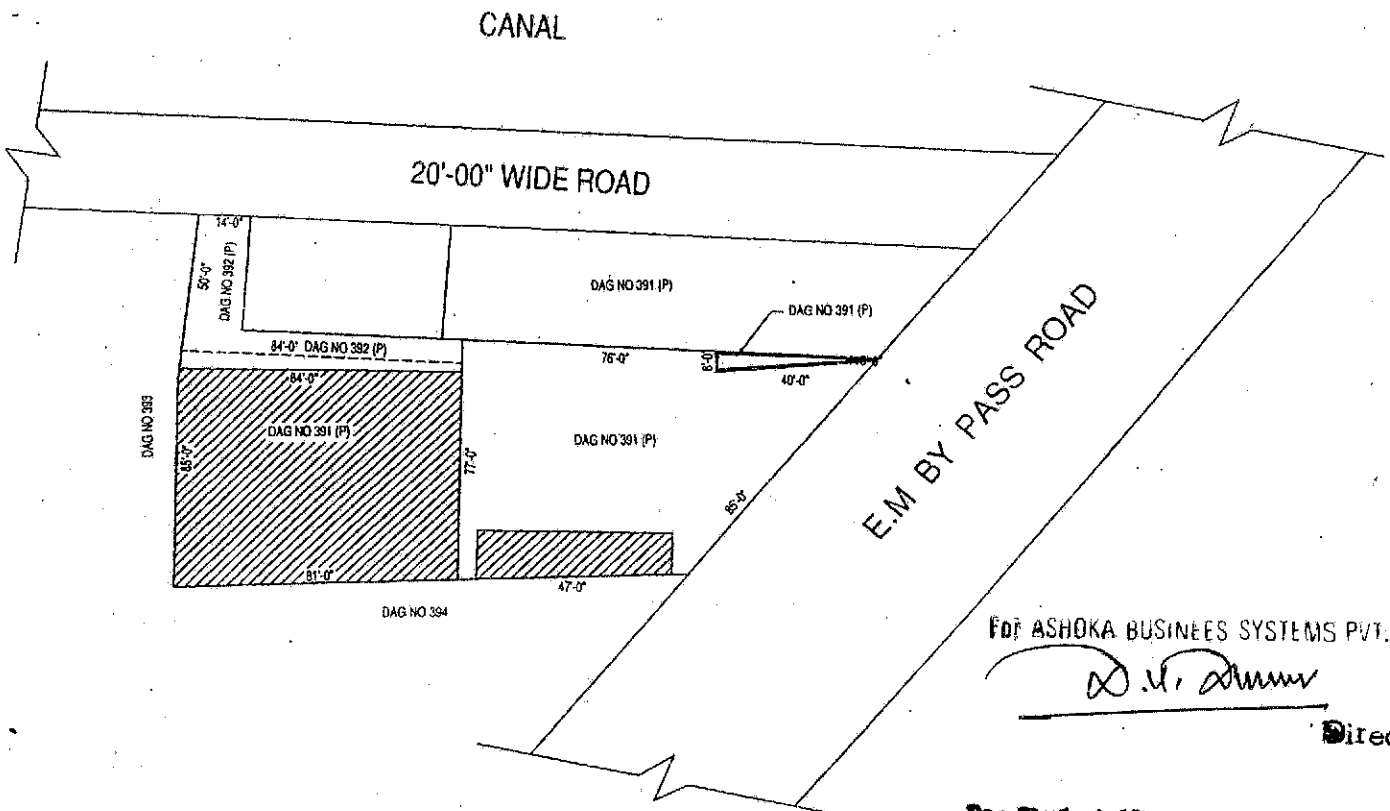 CANAL
20'-00" WIDE ROAD
14'-0"
50'-0"
DAG NO 392 (P)
DAG NO 391 (P)
DAG NO 391 (P)
84'-0" DAG NO 392 (P)
76'-0"
40'-0"
84'-0"
DAG NO 393
DAG NO 391 (P)
DAG NO 391 (P)
85'-0"
77'-0"
85'-0"
E.M BY PASS ROAD
81'-0"
47'-0"
DAG NO 394
For ASHOKA BUSINEES SYSTEMS PVT.
Direc